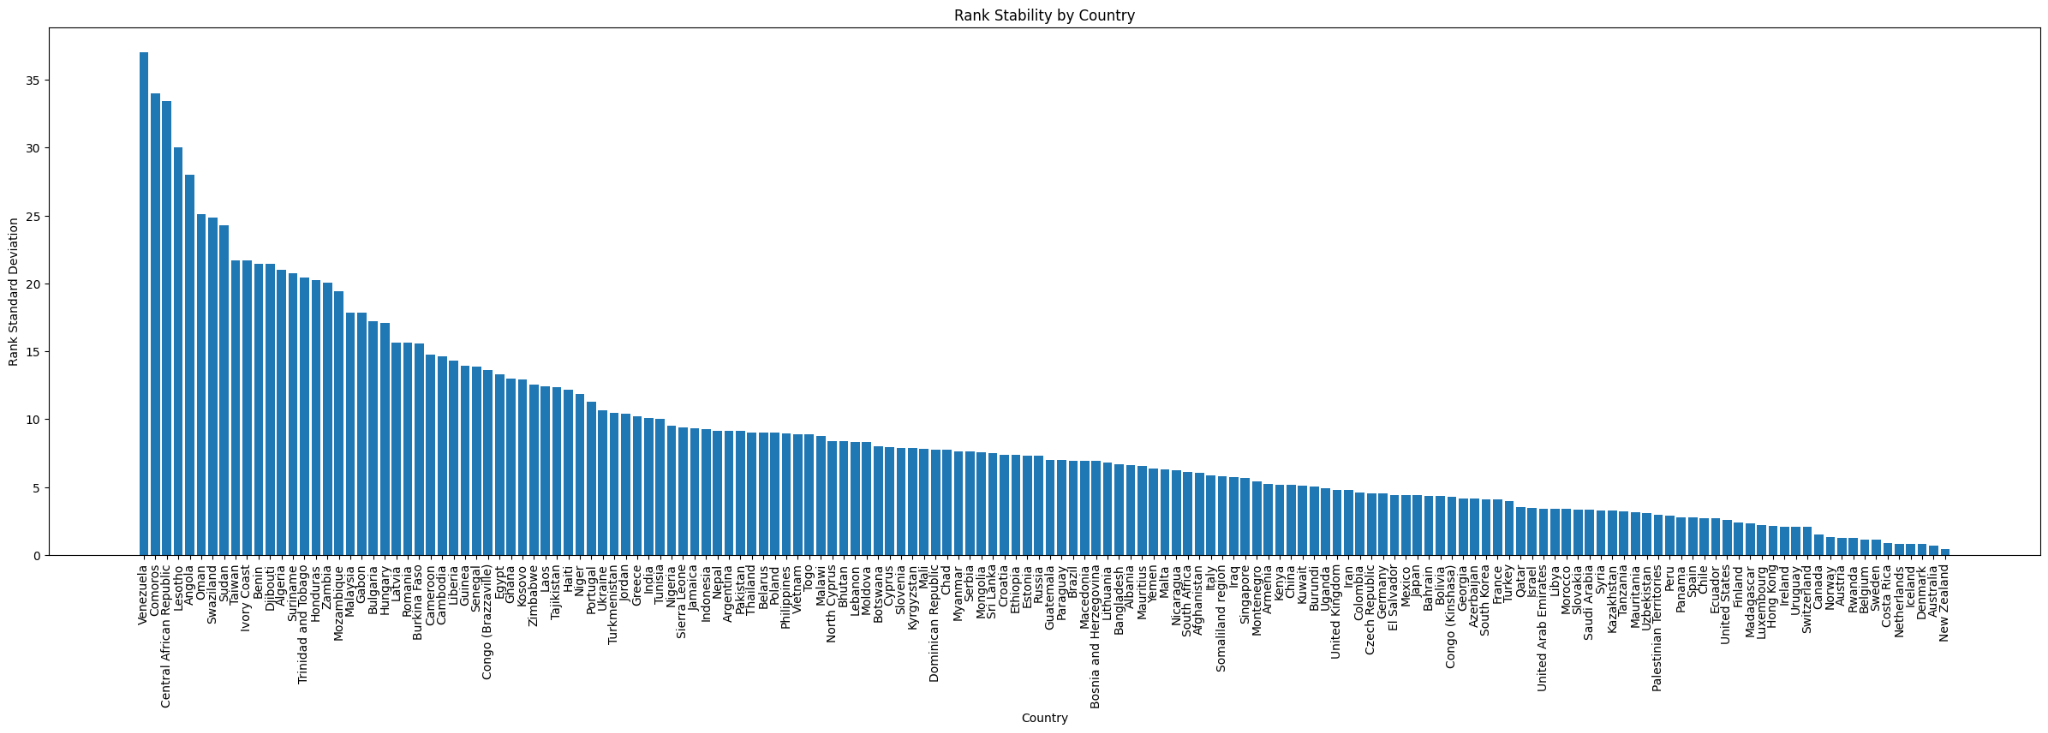 Rank Stability by Country
Rank Standard Deviation
35
30
25
20
15
10
5
0
Venezuela
Comoros
Central African Republic
Lesotho
Angola
Oman
Swaziland
Sudan
Taiwan
Ivory Coast
Benin
Djibouti
Algeria
Suriname
Trinidad and Tobago
Honduras
Zambia
Mozambique
Malaysia
Gabon
Bulgaria
Hungary
Latvia
Romania
Burkina Faso
Cameroon
Cambodia
Liberia
Guinea
Senegal
Congo (Brazzaville)
Egypt
Ghana
Kosovo
Zimbabwe
Laos
Tajikistan
Haiti
Niger
Portugal
Ukraine
Turkmenistan
Jordan
Greece
India
Tunisia
Nigeria
Sierra Leone
Jamaica
Indonesia
Nepal
Argentina
Pakistan
Thailand
Belarus
Poland
Philippines
Vietnam
Togo
Malawi
North Cyprus
Bhutan
Lebanon
Moldova
Botswana
Cyprus
Slovenia
Kyrgyzstan
Mali
Dominican Republic
Chad
Myanmar
Serbia
Mongolia
Sri Lanka
Croatia
Ethiopia
Estonia
Russia
Guatemala
Paraguay
Brazil
Macedonia
Bosnia and Herzegovina
Lithuania
Bangladesh
Albania
Mauritius
Yemen
Malta
Nicaragua
South Africa
Afghanistan
Italy
Somaliland region
Iraq
Singapore
Montenegro
Armenia
Kenya
China
Kuwait
Burundi
Uganda
United Kingdom
Iran
Colombia
Czech Republic
Germany
El Salvador
Mexico
Japan
Bahrain
Bolivia
Congo (Kinshasa)
Georgia
Azerbaijan
South Korea
France
Turkey
Qatar
Israel
United Arab Emirates
Libya
Morocco
Slovakia
Saudi Arabia
Syria
Kazakhstan
Tanzania
Mauritania
Uzbekistan
Palestinian Territories
Peru
Panama
Spain
Chile
Ecuador
United States
Finland
Madagascar
Luxembourg
Hong Kong
Ireland
Uruguay
Switzerland
Canada
Norway
Austria
Rwanda
Belgium
Sweden
Costa Rica
Netherlands
Iceland
Denmark
Australia
New Zealand
Country